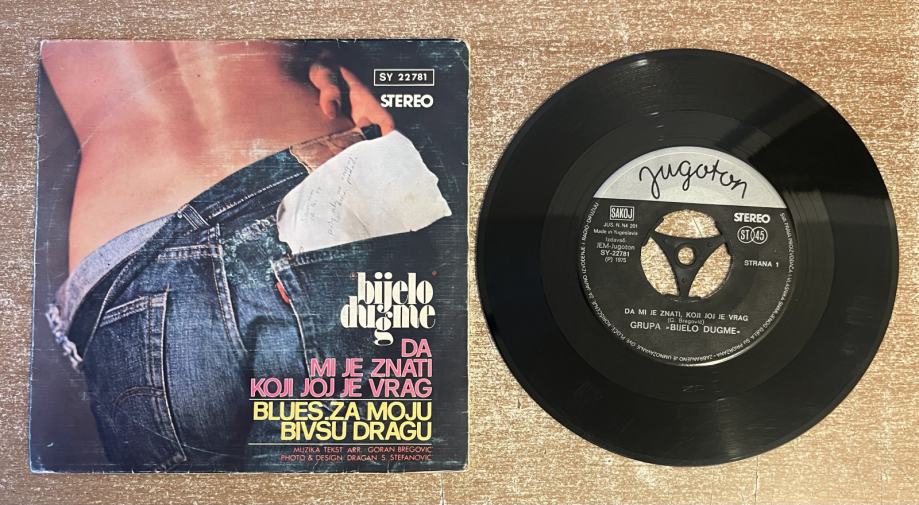 SY 22781
STEREO
bijelo
dugme
DA
MI JE ZNATI
KOJI JOJ JE VRAG
BLUES ZA MOJU
BIVŠU DRAGU
MUZIKA TEKST ARR. GORAN BREGOVIC
PHOTO & DESIGN: DRAGAN S. STEFANOVIC
jugoton
SAKOJ
STEREO
JUS. N. N4 201
Made in Yugoslavia
Izdavač
JEM-Jugoton
SY-22781
(P) 1975
ST 45
STRANA 1
DA MI JE ZNATI, KOJI JOJ JE VRAG
(G. Bregović)
GRUPA »BIJELO DUGME«